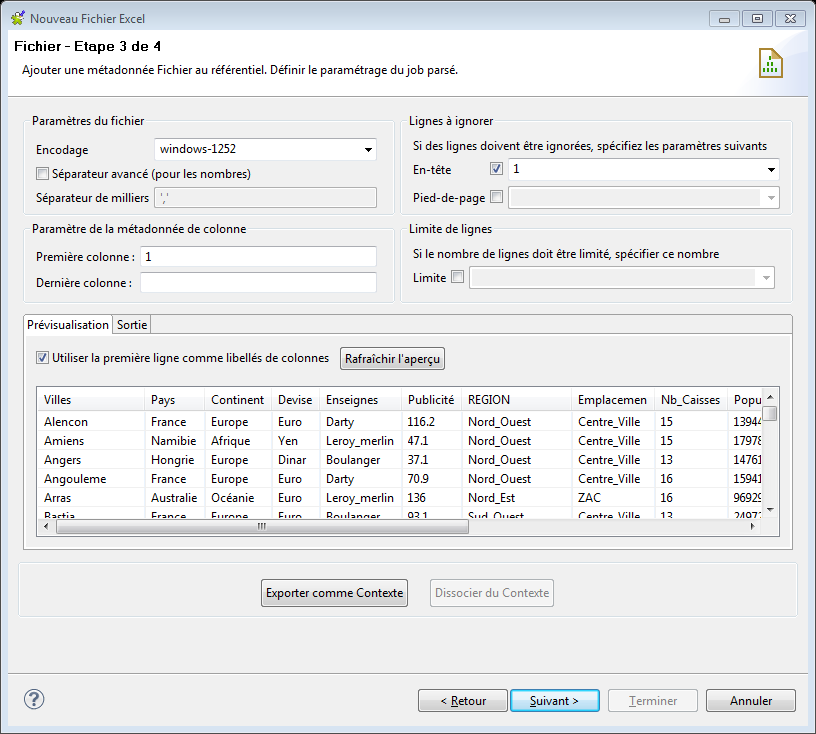 Nouveau Fichier Excel
Fichier - Etape 3 de 4
Ajouter une métadonnée Fichier au référentiel. Définir le paramétrage du job parsé.
Paramètres du fichier
Encodage windows-1252
Séparateur avancé (pour les nombres)
Séparateur de milliers ','
Lignes à ignorer
Si des lignes doivent être ignorées, spécifiez les paramètres suivants
En-tête 1
Pied-de-page
Paramètre de la métadonnée de colonne
Première colonne : 1
Dernière colonne :
Limite de lignes
Si le nombre de lignes doit être limité, spécifier ce nombre
Limite
Prévisualisation Sortie
Utiliser la première ligne comme libellés de colonnes Rafraîchir l'aperçu
Villes Pays Continent Devise Enseignes Publicité REGION Emplacemen Nb_Caisses Popu
Alencon France Europe Euro Darty 116.2 Nord_Ouest Centre_Ville 15 13944
Amiens Namibie Afrique Yen Leroy_merlin 47.1 Nord_Ouest Centre_Ville 15 17978
Angers Hongrie Europe Dinar Boulanger 37.1 Nord_Ouest Centre_Ville 13 14761
Angouleme France Europe Euro Darty 70.9 Nord_Ouest Centre_Ville 16 15941
Arras Australie Océanie Euro Leroy_merlin 136 Nord_Est ZAC 16 96929
Bastia France Europe Euro Boulanger 93.1 Sud_Ouest Centre_Ville 13 24977
Exporter comme Contexte Dissocier du Contexte
? < Retour Suivant > Terminer Annuler